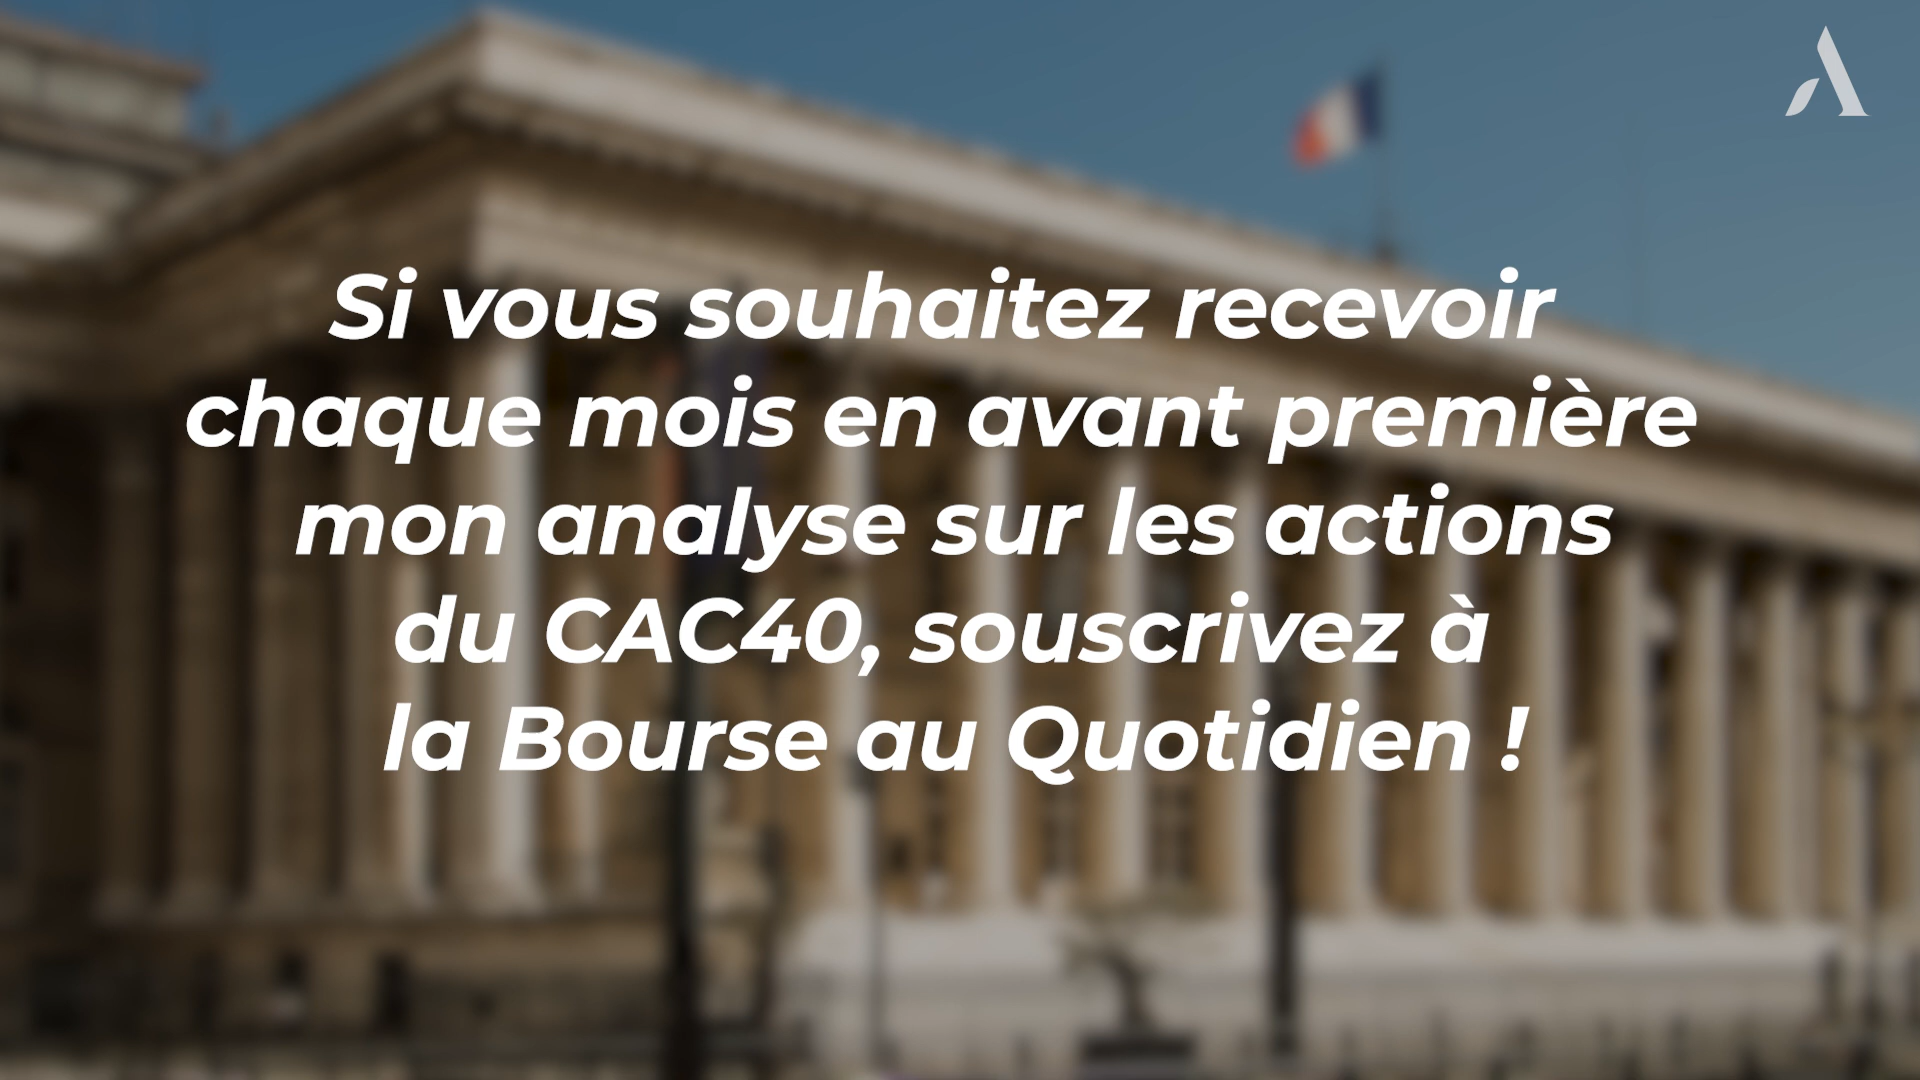 Si vous souhaitez recevoir
chaque mois en avant première
mon analyse sur les actions
du CAC40, souscrivez à
la Bourse au Quotidien !